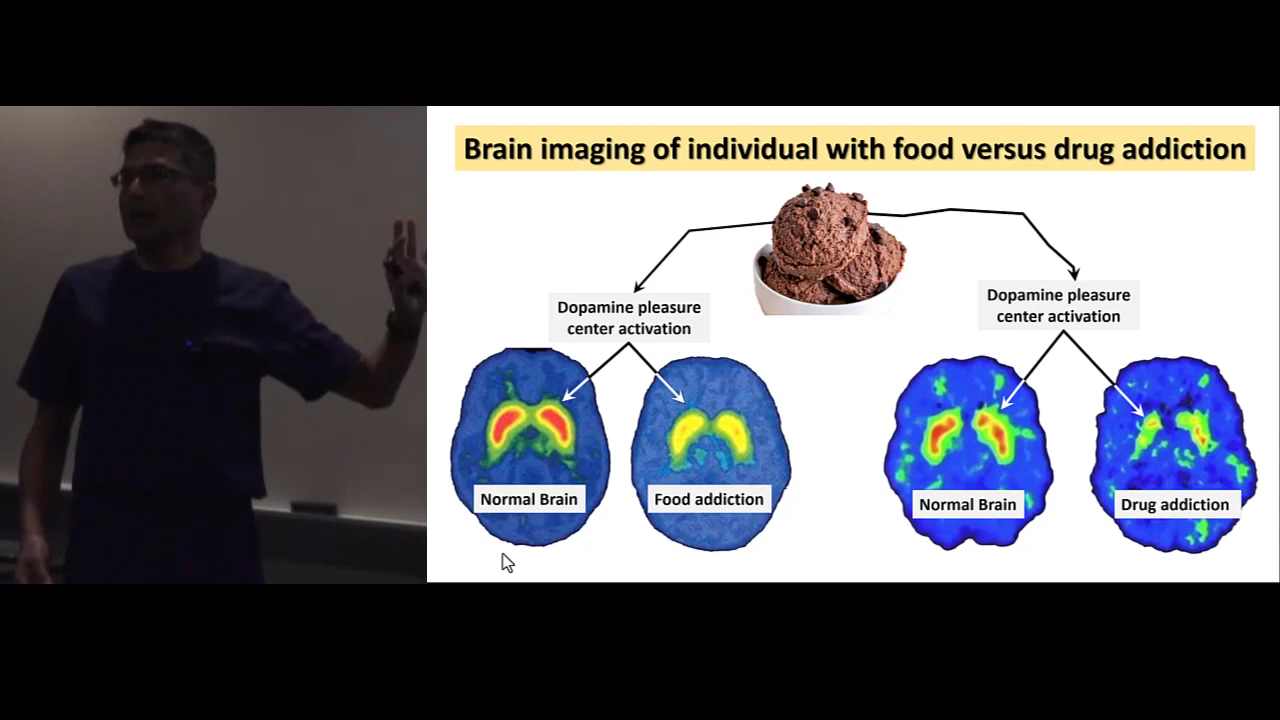 Brain imaging of individual with food versus drug addiction
Dopamine pleasure
center activation
Dopamine pleasure
center activation
Normal Brain
Food addiction
Normal Brain
Drug addiction